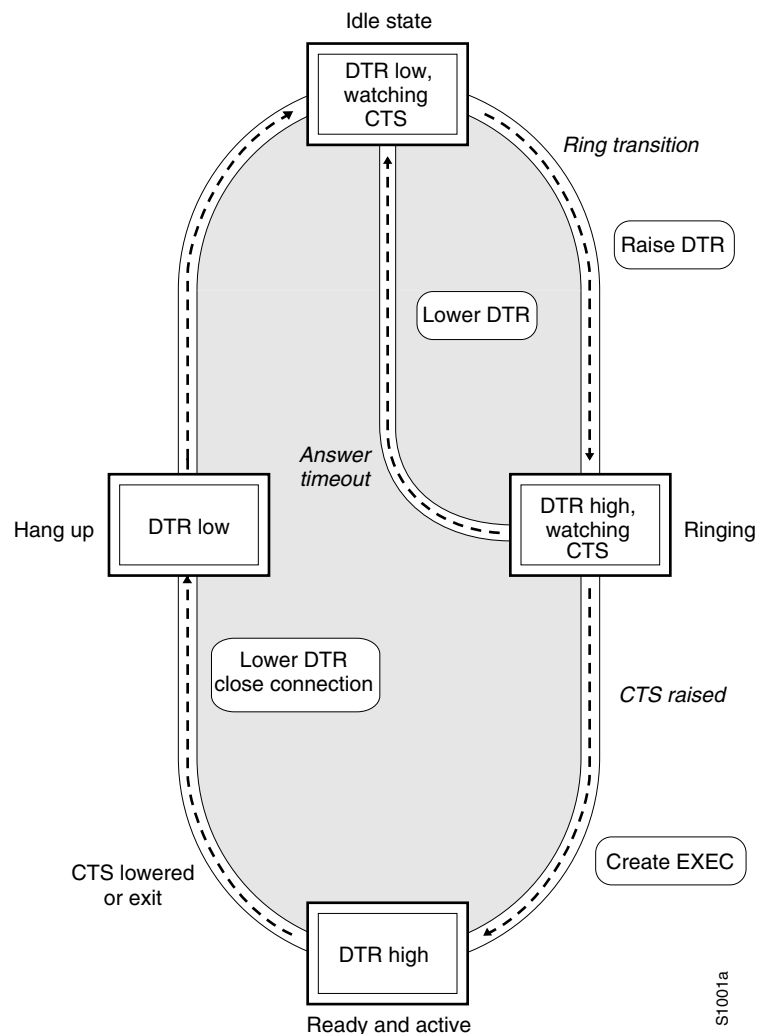 Idle state
DTR low,
watching
CTS
Ring transition
Raise DTR
Lower DTR
Answer
timeout
Hang up
DTR low
DTR high,
watching
CTS
Ringing
Lower DTR
close connection
CTS raised
CTS lowered
or exit
Create EXEC
DTR high
Ready and active
S1001a